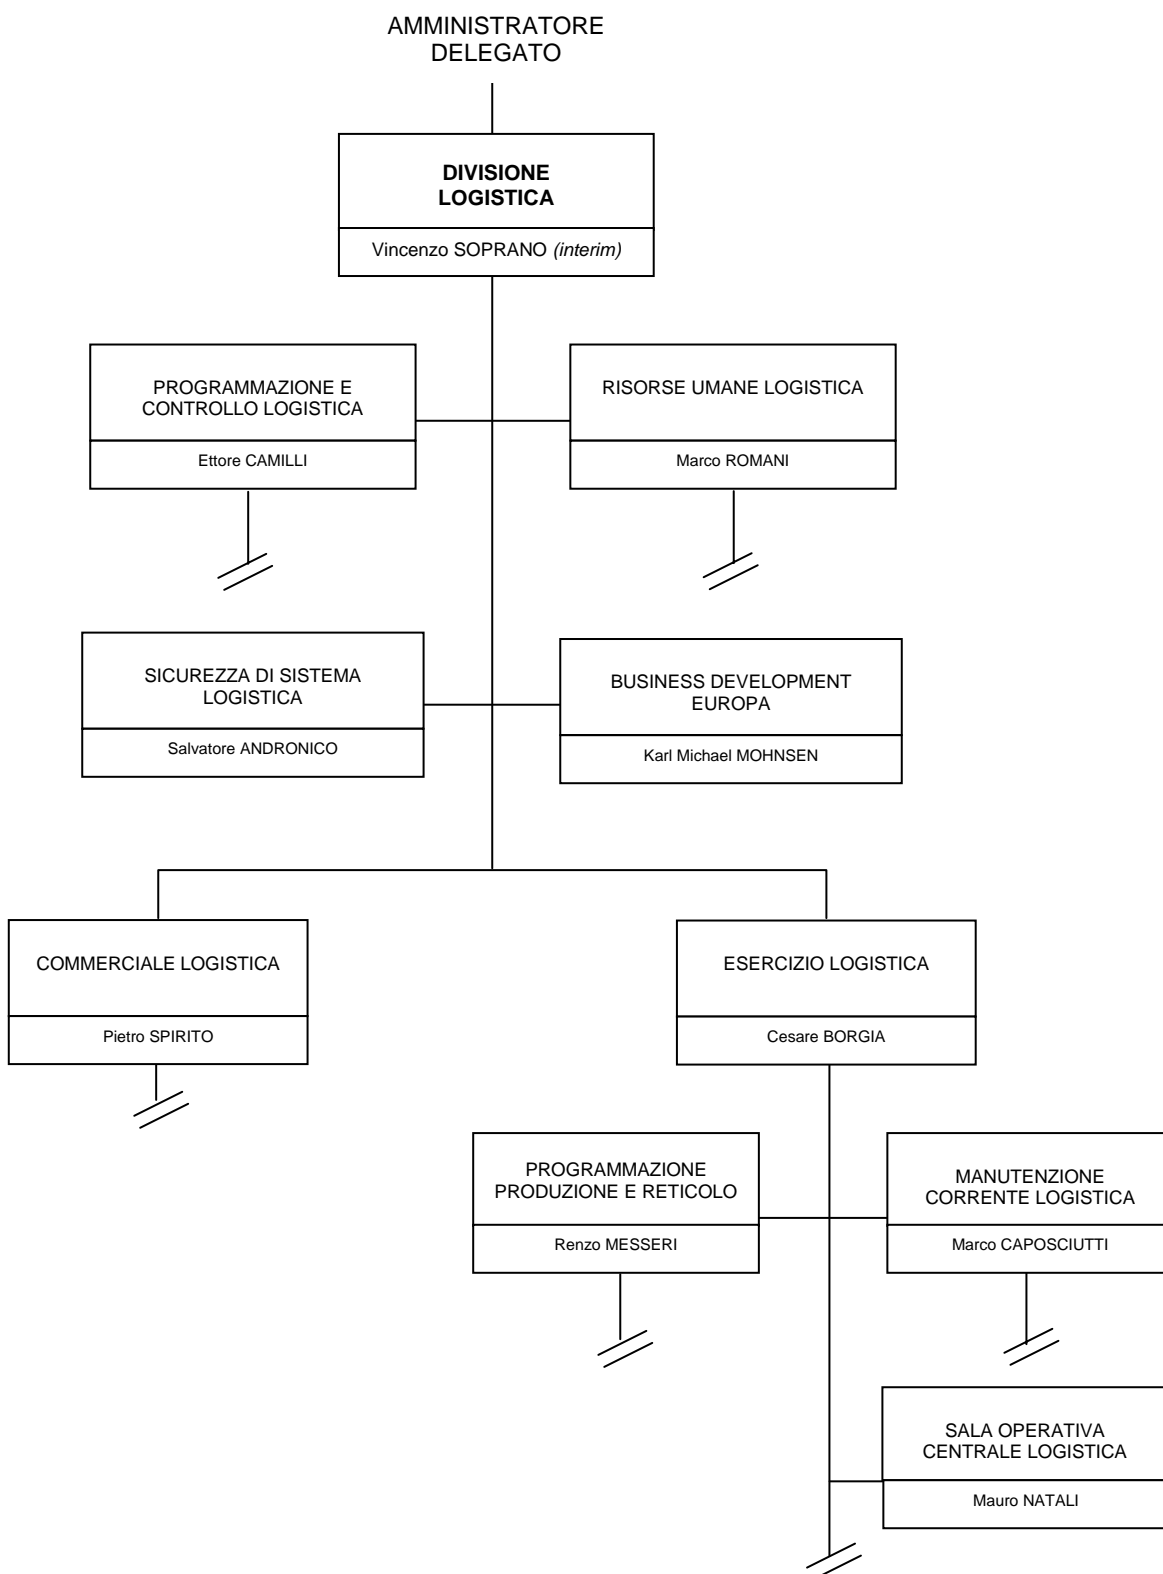 AMMINISTRATORE
DELEGATO
DIVISIONE
LOGISTICA
Vincenzo SOPRANO (interim)
PROGRAMMAZIONE E
CONTROLLO LOGISTICA
Ettore CAMILLI
RISORSE UMANE LOGISTICA
Marco ROMANI
SICUREZZA DI SISTEMA
LOGISTICA
Salvatore ANDRONICO
BUSINESS DEVELOPMENT
EUROPA
Karl Michael MOHNSEN
COMMERCIALE LOGISTICA
Pietro SPIRITO
ESERCIZIO LOGISTICA
Cesare BORGIA
PROGRAMMAZIONE
PRODUZIONE E RETICOLO
Renzo MESSERI
MANUTENZIONE
CORRENTE LOGISTICA
Marco CAPOSCIUTTI
SALA OPERATIVA
CENTRALE LOGISTICA
Mauro NATALI